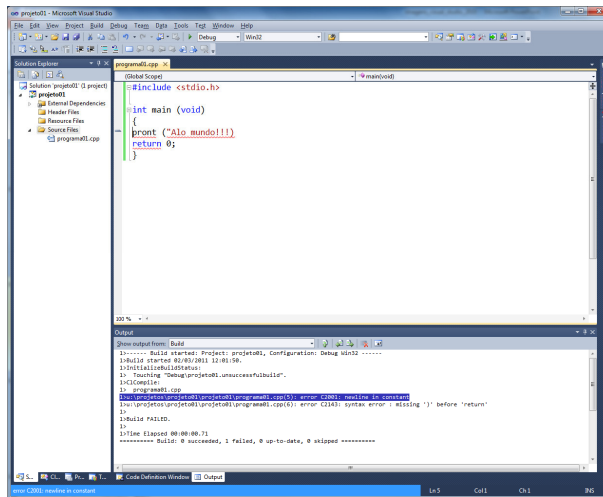 projeto01 - Microsoft Visual Studio
File Edit View Project Build Debug Team Data Tools Test Window Help
Debug Win32
Solution Explorer
programa01.cpp
(Global Scope) main(void)
Solution 'projeto01' (1 project)
projeto01
External Dependencies
Header Files
Resource Files
Source Files
programa01.cpp
#include <stdio.h>
int main (void)
{
pront ("Alo mundo!!!)
return 0;
}
100 %
Output
Show output from: Build
1>------ Build started: Project: projeto01, Configuration: Debug Win32 ------
1>Build started 02/03/2011 12:01:50.
1>InitializeBuildStatus:
1> Touching "Debug\projeto01.unsuccessfulbuild".
1>ClCompile:
1> programa01.cpp
1>u:\projetos\projeto01\projeto01\programa01.cpp(5): error C2001: newline in constant
1>u:\projetos\projeto01\projeto01\programa01.cpp(6): error C2143: syntax error : missing ')' before 'return'
1>
1>Build FAILED.
1>
1>Time Elapsed 00:00:00.71
========== Build: 0 succeeded, 1 failed, 0 up-to-date, 0 skipped ==========
S... Cl... Pr... T... Code Definition Window Output
error C2001: newline in constant Ln 5 Col 1 Ch 1 INS